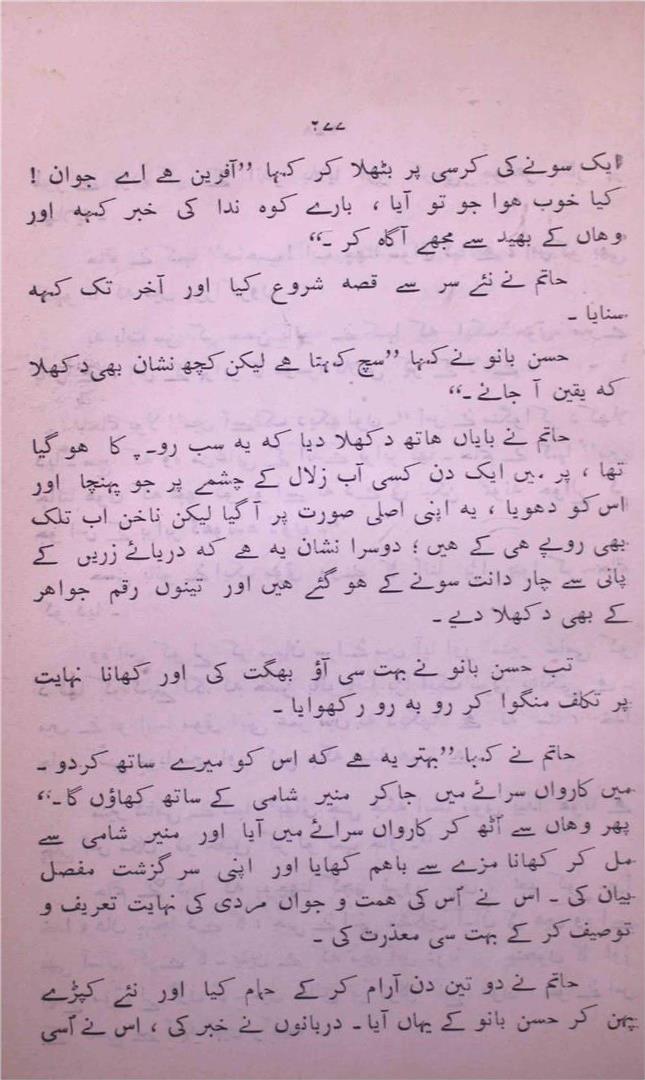 ۲۷۷
ایک سونے کی کرسی پر بٹھلا کر کہا ”آفرین ہے اے جوان !
کیا خوب ہوا جو تو آیا ، بارے کوہ ندا کی خبر کہہ اور
وہاں کے بھید سے مجھے آگاہ کر ۔“
حاتم نے نئے سر سے قصہ شروع کیا اور آخر تک کہہ
سنایا ۔
حسن بانو نے کہا ”سچ کہتا ہے لیکن کچھ نشان بھی دکھلا
کہ یقین آ جائے ۔“
حاتم نے بایاں ہاتھ دکھلا دیا کہ یہ سب روپے کا ہو گیا
تھا ، پر میں ایک دن کسی آب زلال کے چشمے پر جو پہنچا اور
اس کو دھویا ، یہ اپنی اصلی صورت پر آ گیا لیکن ناخن اب تلک
بھی روپے ہی کے ہیں ؛ دوسرا نشان یہ ہے کہ دریائے زریں کے
پانی سے چار دانت سونے کے ہو گئے ہیں اور تینوں رقم جواہر
کے بھی دکھلا دیے ۔
تب حسن بانو نے بہت سی آؤ بھگت کی اور کھانا نہایت
پر تکلف منگوا کر رو بہ رو رکھوایا ۔
حاتم نے کہا ”بہتر یہ ہے کہ اس کو میرے ساتھ کر دو ۔
میں کارواں سرائے میں جا کر منیر شامی کے ساتھ کھاؤں گا ۔“
پھر وہاں سے اُٹھ کر کارواں سرائے میں آیا اور منیر شامی سے
مل کر کھانا مزے سے باہم کھایا اور اپنی سر گزشت مفصل
بیان کی ۔ اس نے اُس کی ہمت و جواں مردی کی نہایت تعریف و
توصیف کر کے بہت سی معذرت کی ۔
حاتم نے دو تین دن آرام کر کے حمام کیا اور نئے کپڑے
پہن کر حسن بانو کے یہاں آیا ۔ دربانوں نے خبر کی ، اس نے اُسی